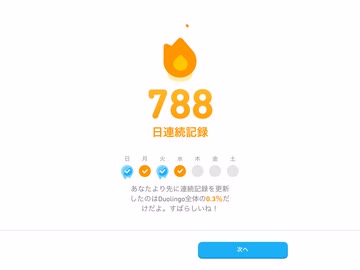 788
日連続記録
日 月 火 水 木 金 土
あなたより先に連続記録を更新
したのはDuolingo全体の0.3%だ
けだよ。すばらしいね！
次へ